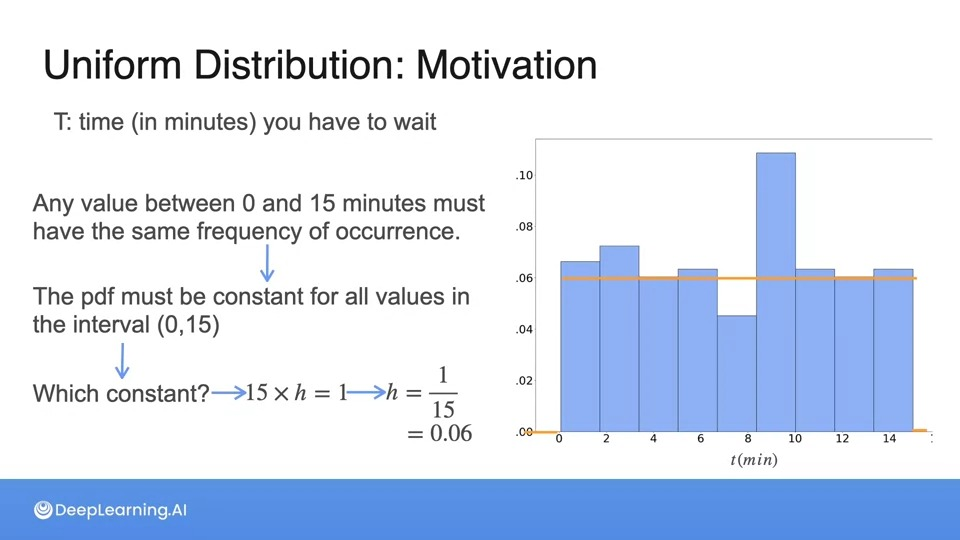 Uniform Distribution: Motivation
T: time (in minutes) you have to wait
Any value between 0 and 15 minutes must
have the same frequency of occurrence.
The pdf must be constant for all values in
the interval (0,15)
Which constant?
15 × h = 1
h = 1/15
= 0.06
.10
.08
.06
.04
.02
.00
0 2 4 6 8 10 12 14
t(min)
DeepLearning.AI